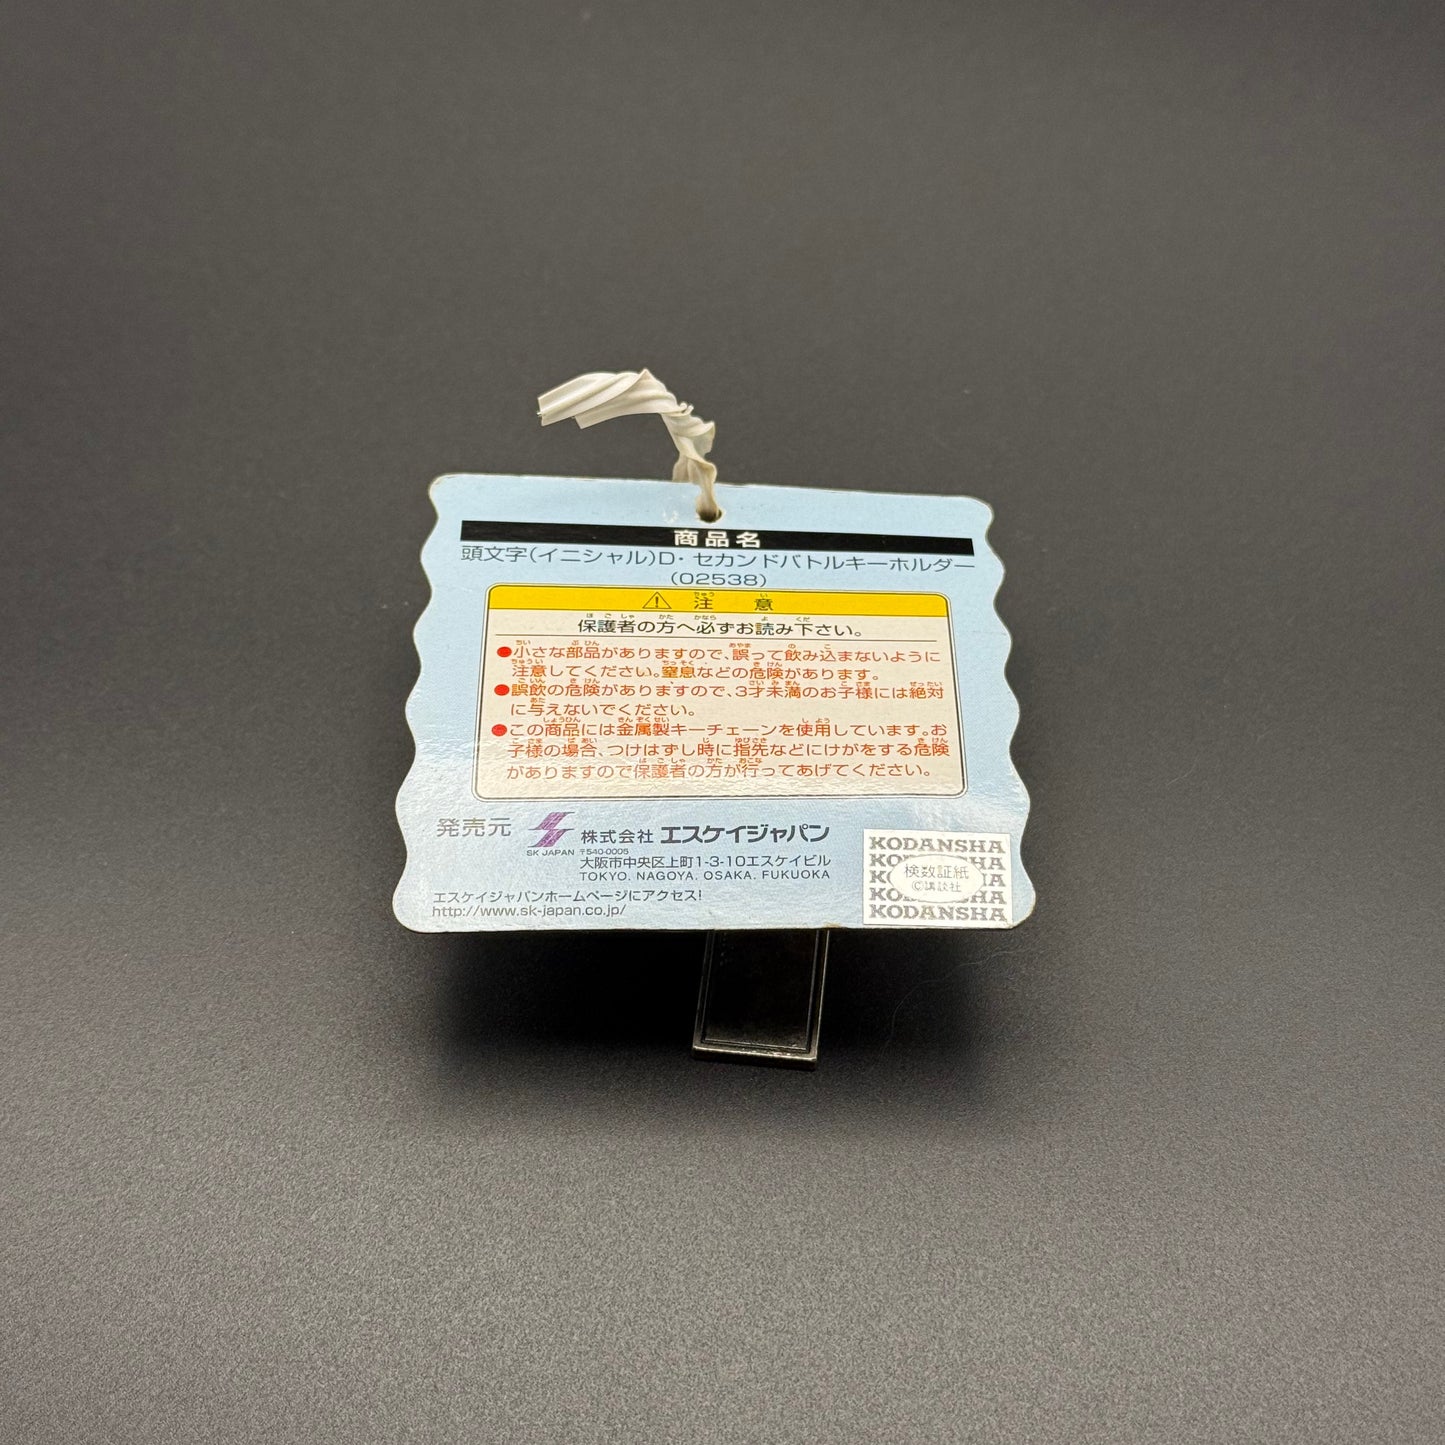 商品名
頭文字(イニシャル)D・セカンドバトルキーホルダー
(02538)
注意
保護者の方へ必ずお読み下さい。
●小さな部品がありますので、誤って飲み込まないように
注意してください。窒息などの危険があります。
●誤飲の危険がありますので、3才未満のお子様には絶対
に与えないでください。
●この商品には金属製キーチェーンを使用しています。お
子様の場合、つけはずし時に指先などにけがをする危険
がありますので保護者の方が行ってあげてください。
発売元 SK JAPAN 株式会社 エスケイジャパン
〒540-0005
大阪市中央区上町1-3-10エスケイビル
TOKYO. NAGOYA. OSAKA. FUKUOKA
エスケイジャパンホームページにアクセス!
http://www.sk-japan.co.jp/
KODANSHA
検数証紙
©講談社
KODANSHA